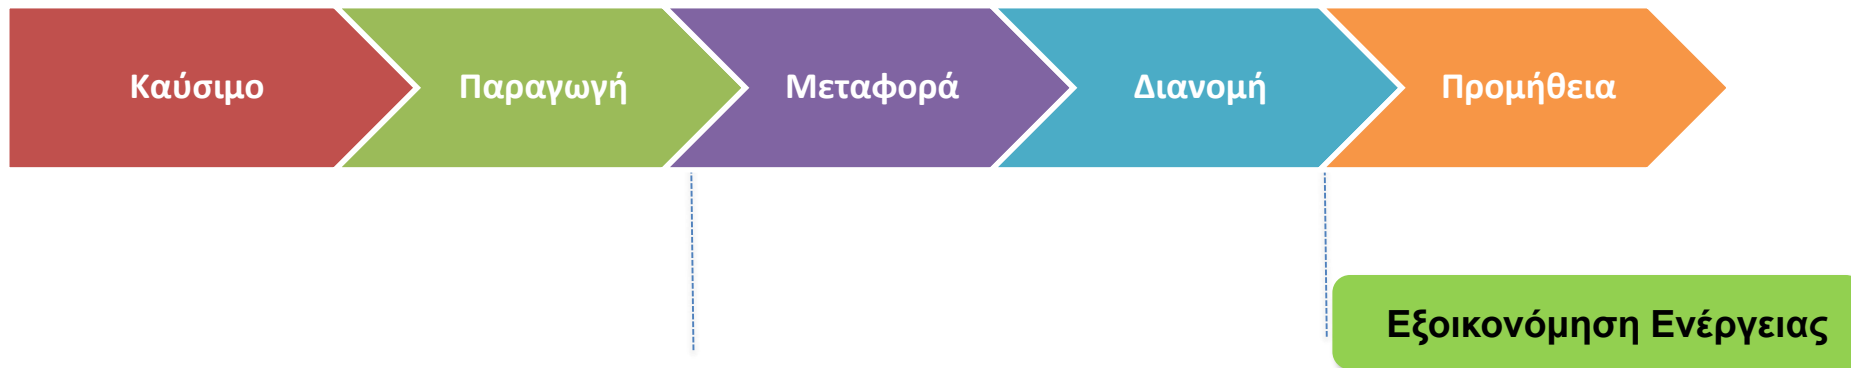 Καύσιμο
Παραγωγή
Μεταφορά
Διανομή
Προμήθεια
Εξοικονόμηση Ενέργειας